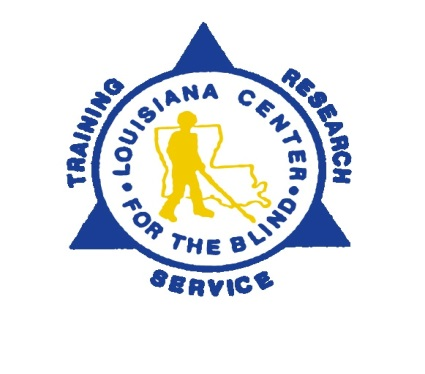 TRAINING
RESEARCH
LOUISIANA CENTER
• FOR THE BLIND •
SERVICE